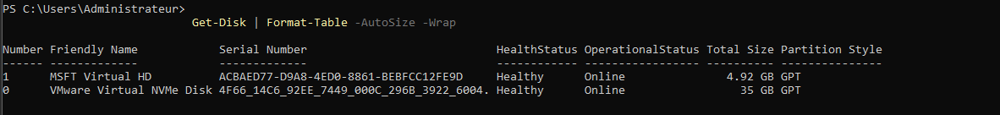 PS C:\Users\Administrateur>
Get-Disk | Format-Table -AutoSize -Wrap
Number Friendly Name Serial Number HealthStatus OperationalStatus Total Size Partition Style
------ ------------- ------------- ------------ ----------------- ---------- ---------------
1 MSFT Virtual HD ACBAED77-D9A8-4ED0-8861-BEBFCC12FE9D Healthy Online 4.92 GB GPT
0 VMware Virtual NVMe Disk 4F66_14C6_92EE_7449_000C_296B_3922_6004. Healthy Online 35 GB GPT